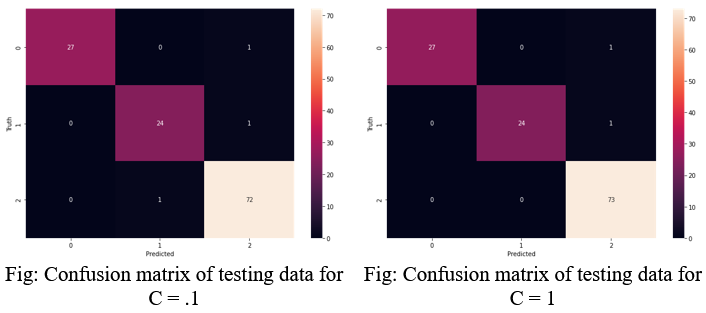 70
60
50
40
30
20
10
0
Truth
0
1
2
27 0 1
0 24 1
0 1 72
0 1 2
Predicted
Fig: Confusion matrix of testing data for
C = .1
70
60
50
40
30
20
10
0
Truth
0
1
2
27 0 1
0 24 1
0 0 73
0 1 2
Predicted
Fig: Confusion matrix of testing data for
C = 1